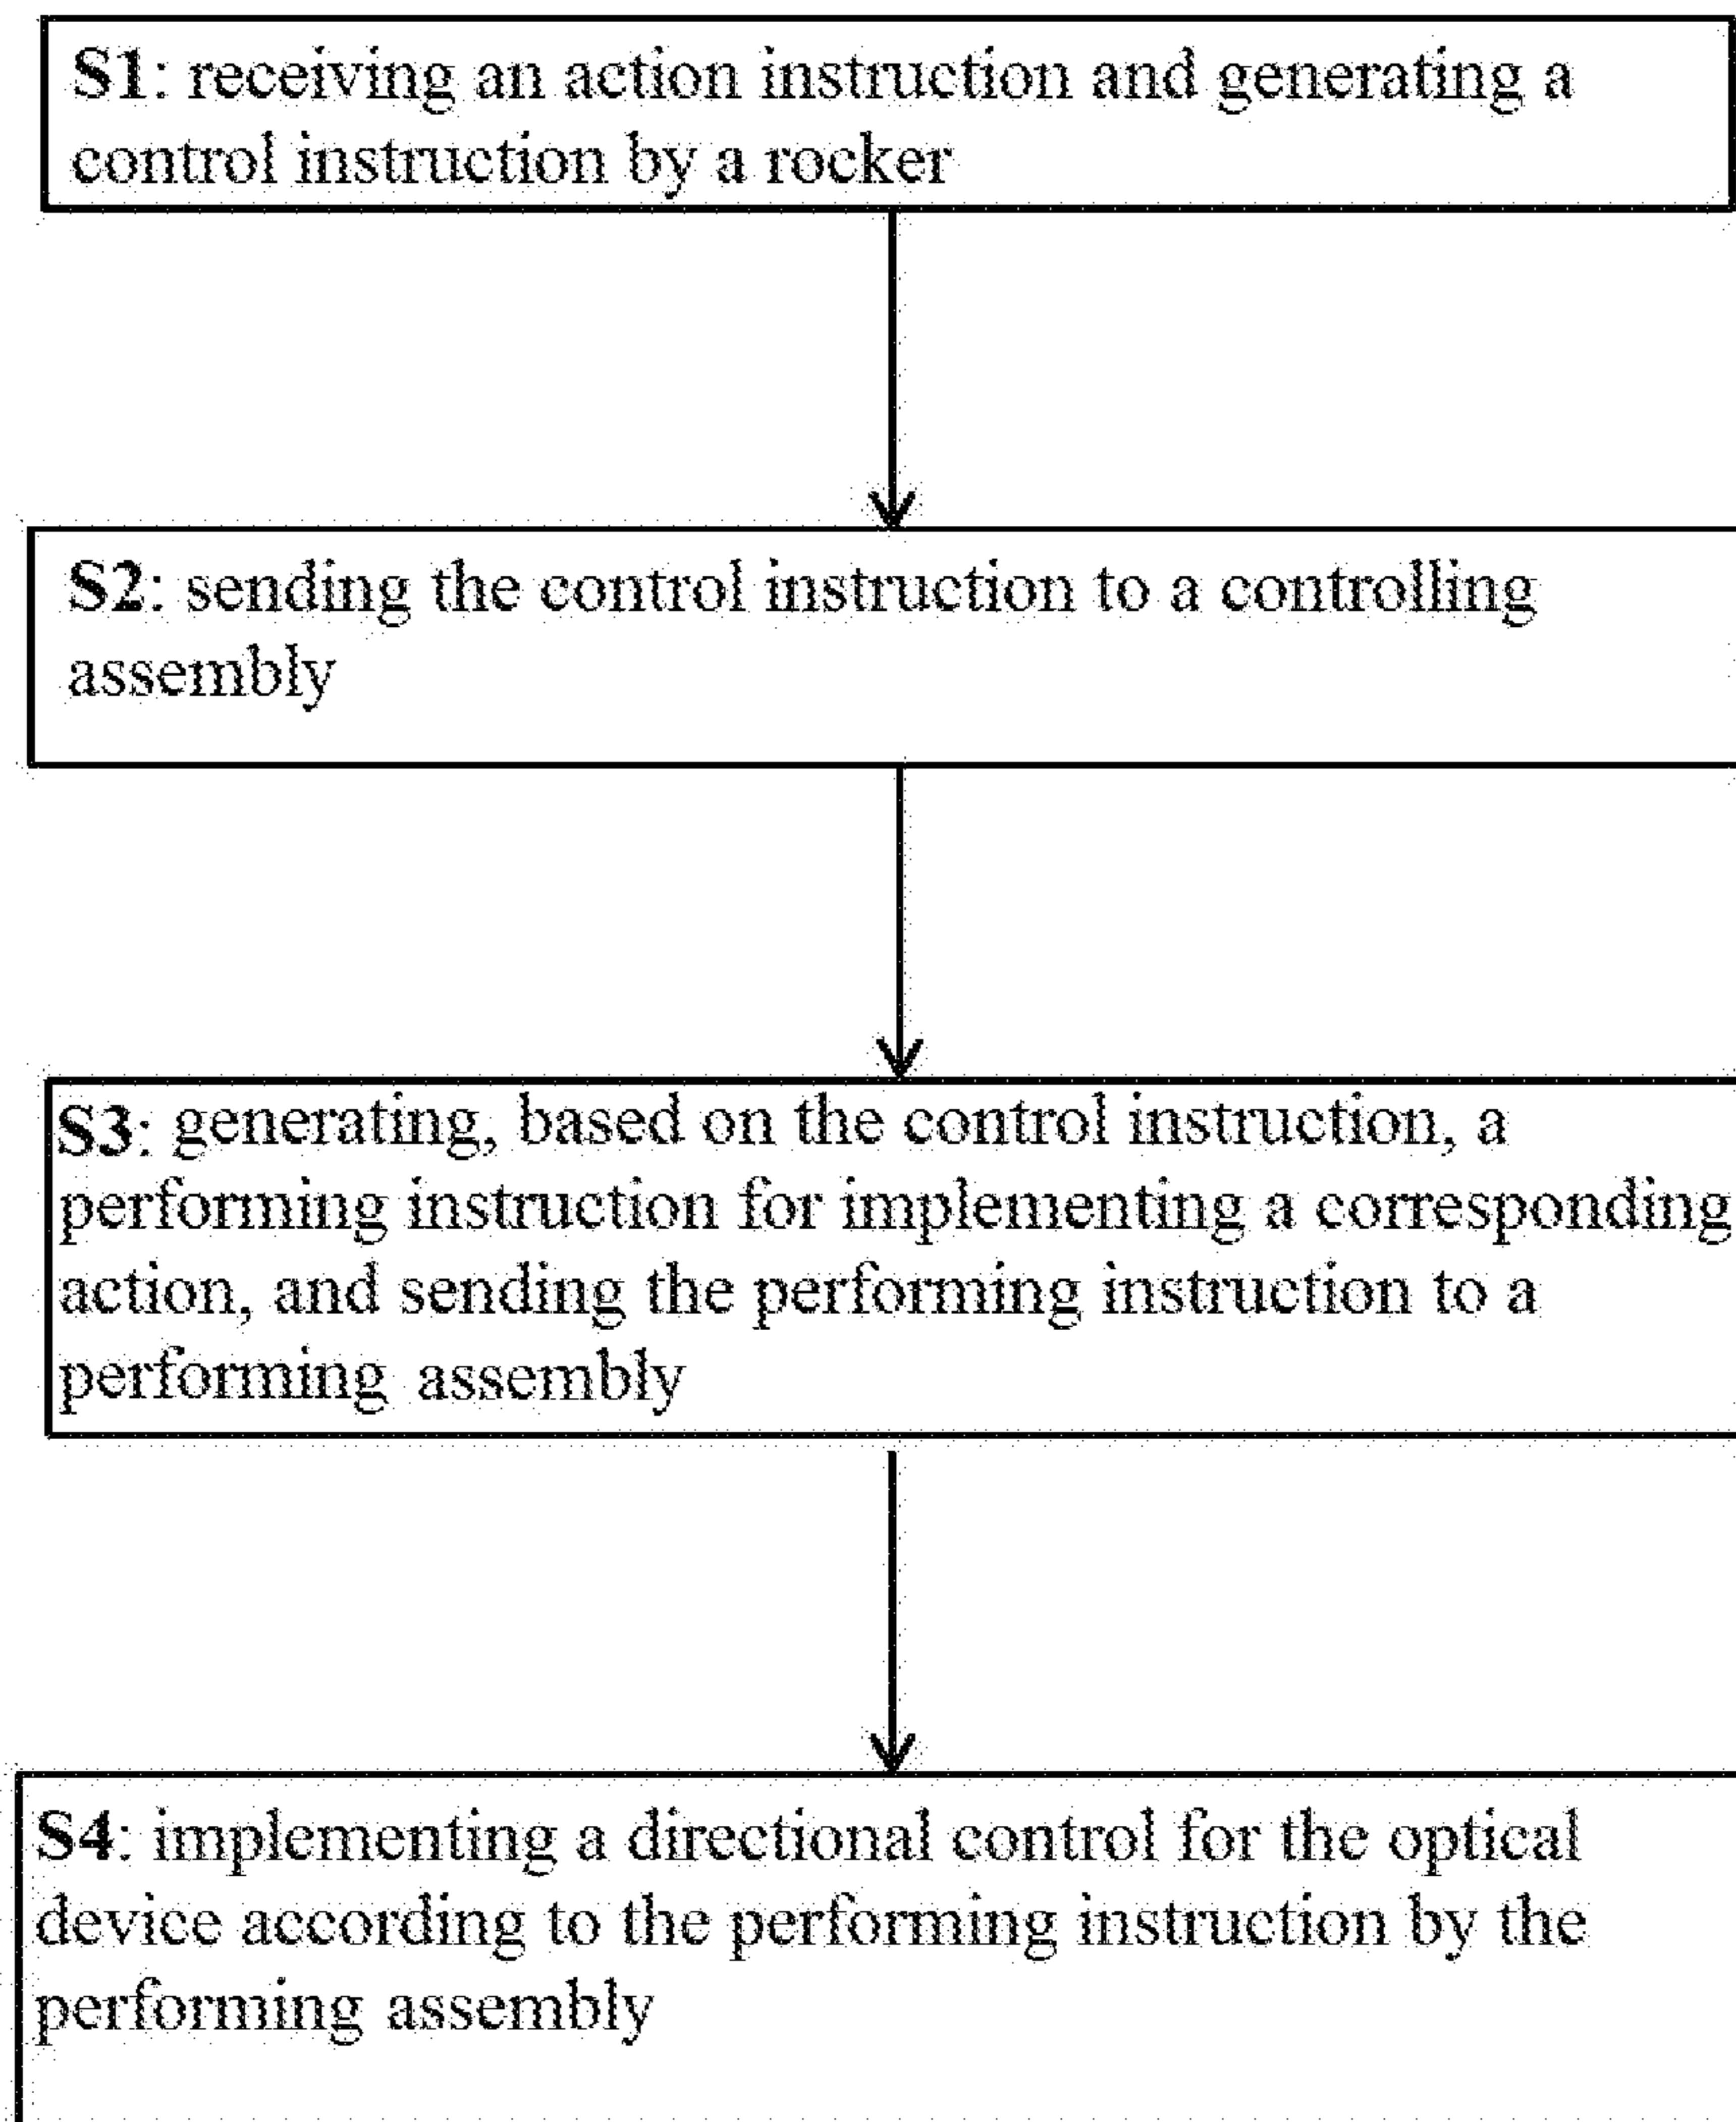 S1: receiving an action instruction and generating a
control instruction by a rocker
S2: sending the control instruction to a controlling
assembly
S3: generating, based on the control instruction, a
performing instruction for implementing a corresponding
action, and sending the performing instruction to a
performing assembly
S4: implementing a directional control for the optical
device according to the performing instruction by the
performing assembly